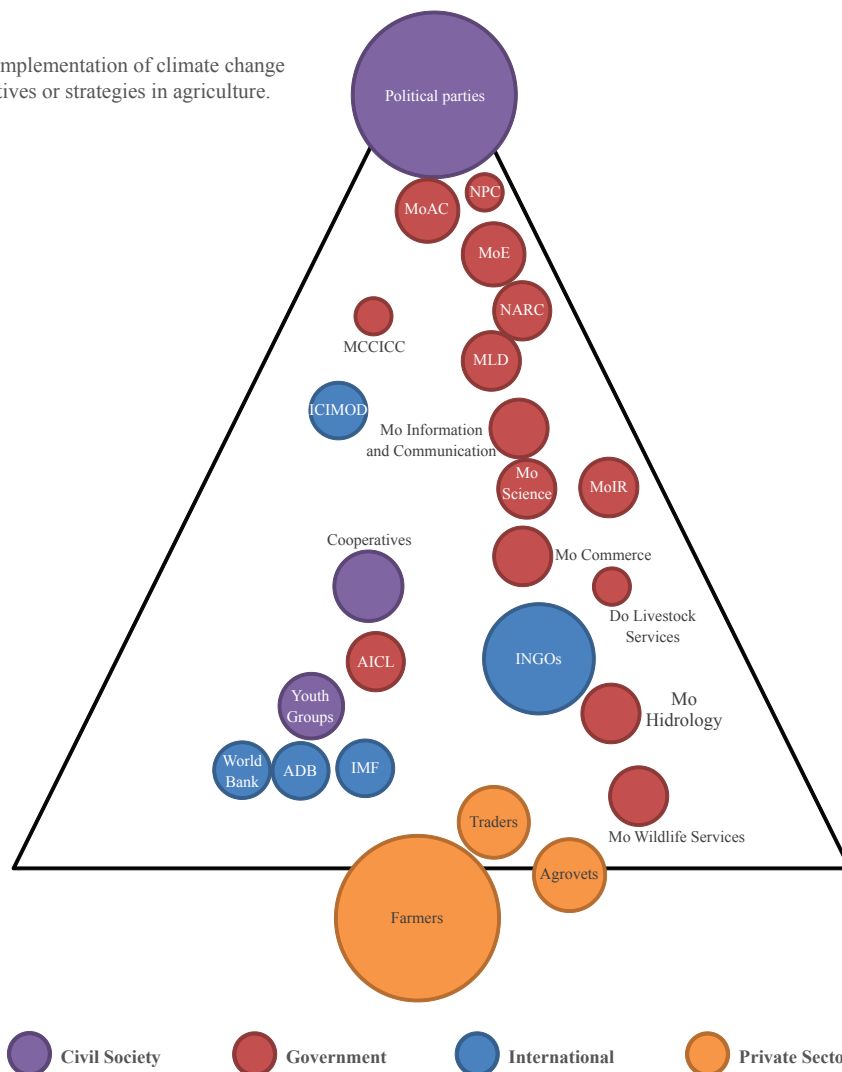 mplementation of climate change
tives or strategies in agriculture.
Political parties
NPC
MoAC
MoE
NARC
MCCICC
MLD
ICIMOD
Mo Information
and Communication
Mo
Science
MoIR
Cooperatives
Mo Commerce
Do Livestock
Services
AICL
INGOs
Youth
Groups
Mo
Hidrology
World
Bank
ADB
IMF
Traders
Mo Wildlife Services
Agrovets
Farmers
Civil Society
Government
International
Private Secto